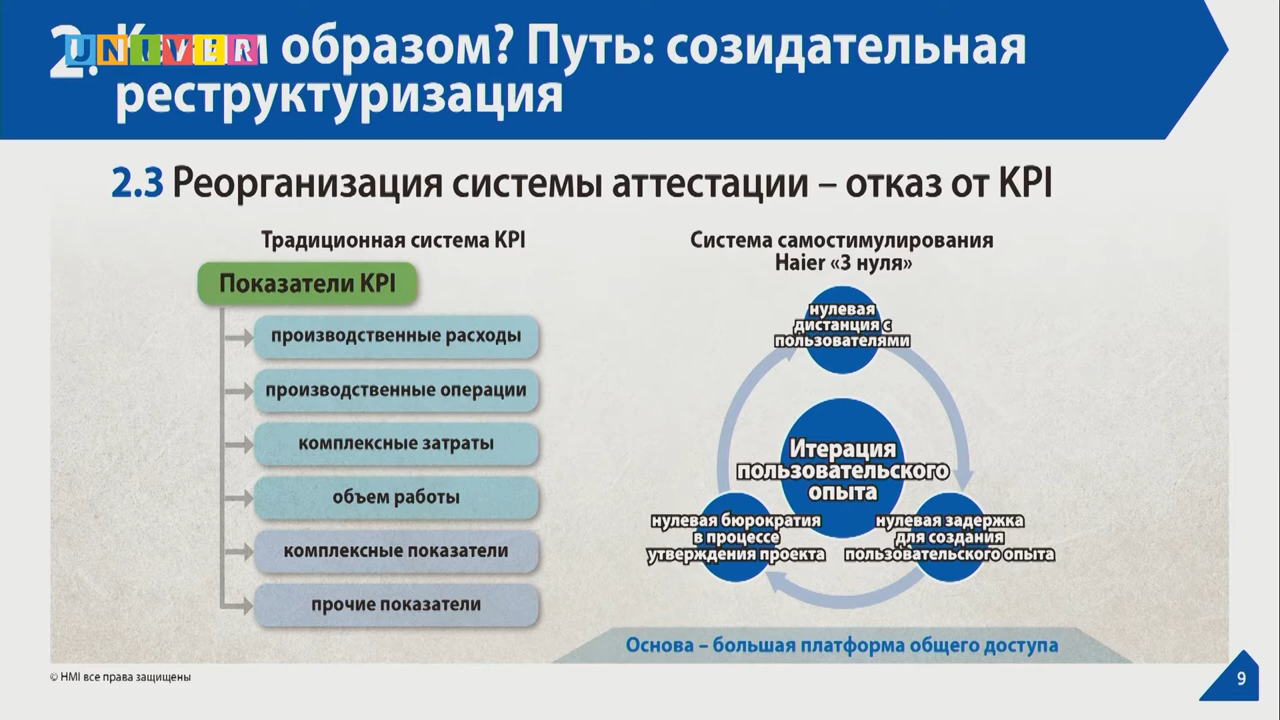 UNIVER
2. образом? Путь: созидательная
реструктуризация
2.3 Реорганизация системы аттестации – отказ от KPI
Традиционная система KPI
Показатели KPI
производственные расходы
производственные операции
комплексные затраты
объем работы
комплексные показатели
прочие показатели
Система самостимулирования
Haier «3 нуля»
нулевая
дистанция с
пользователями
Итерация
пользовательского
опыта
нулевая бюрократия
в процессе
утверждения проекта
нулевая задержка
для создания
пользовательского опыта
Основа – большая платформа общего доступа
© HMI все права защищены
9